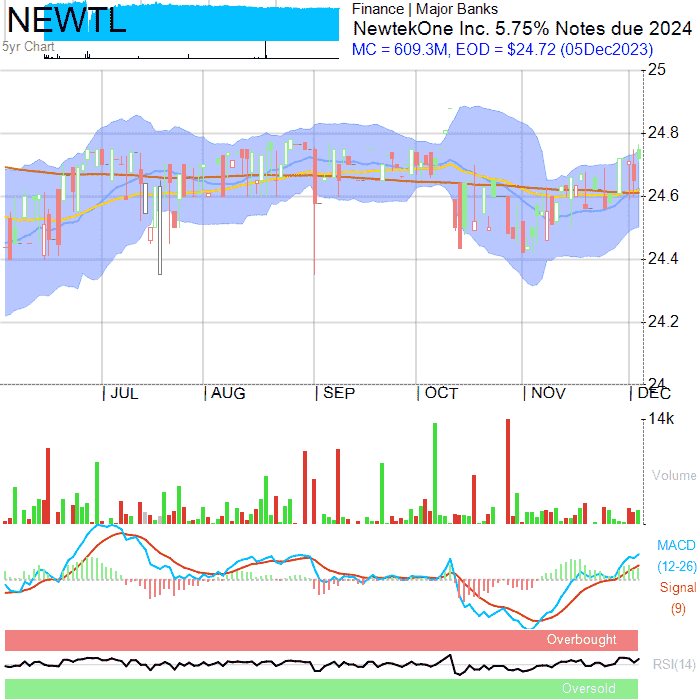 NEWTL
5yr Chart
Finance | Major Banks
NewtekOne Inc. 5.75% Notes due 2024
MC = 609.3M, EOD = $24.72 (05Dec2023)
25
24.8
24.6
24.4
24.2
24
JUL AUG SEP OCT NOV DEC
14k
Volume
MACD
(12-26)
Signal
(9)
Overbought
RSI(14)
Oversold